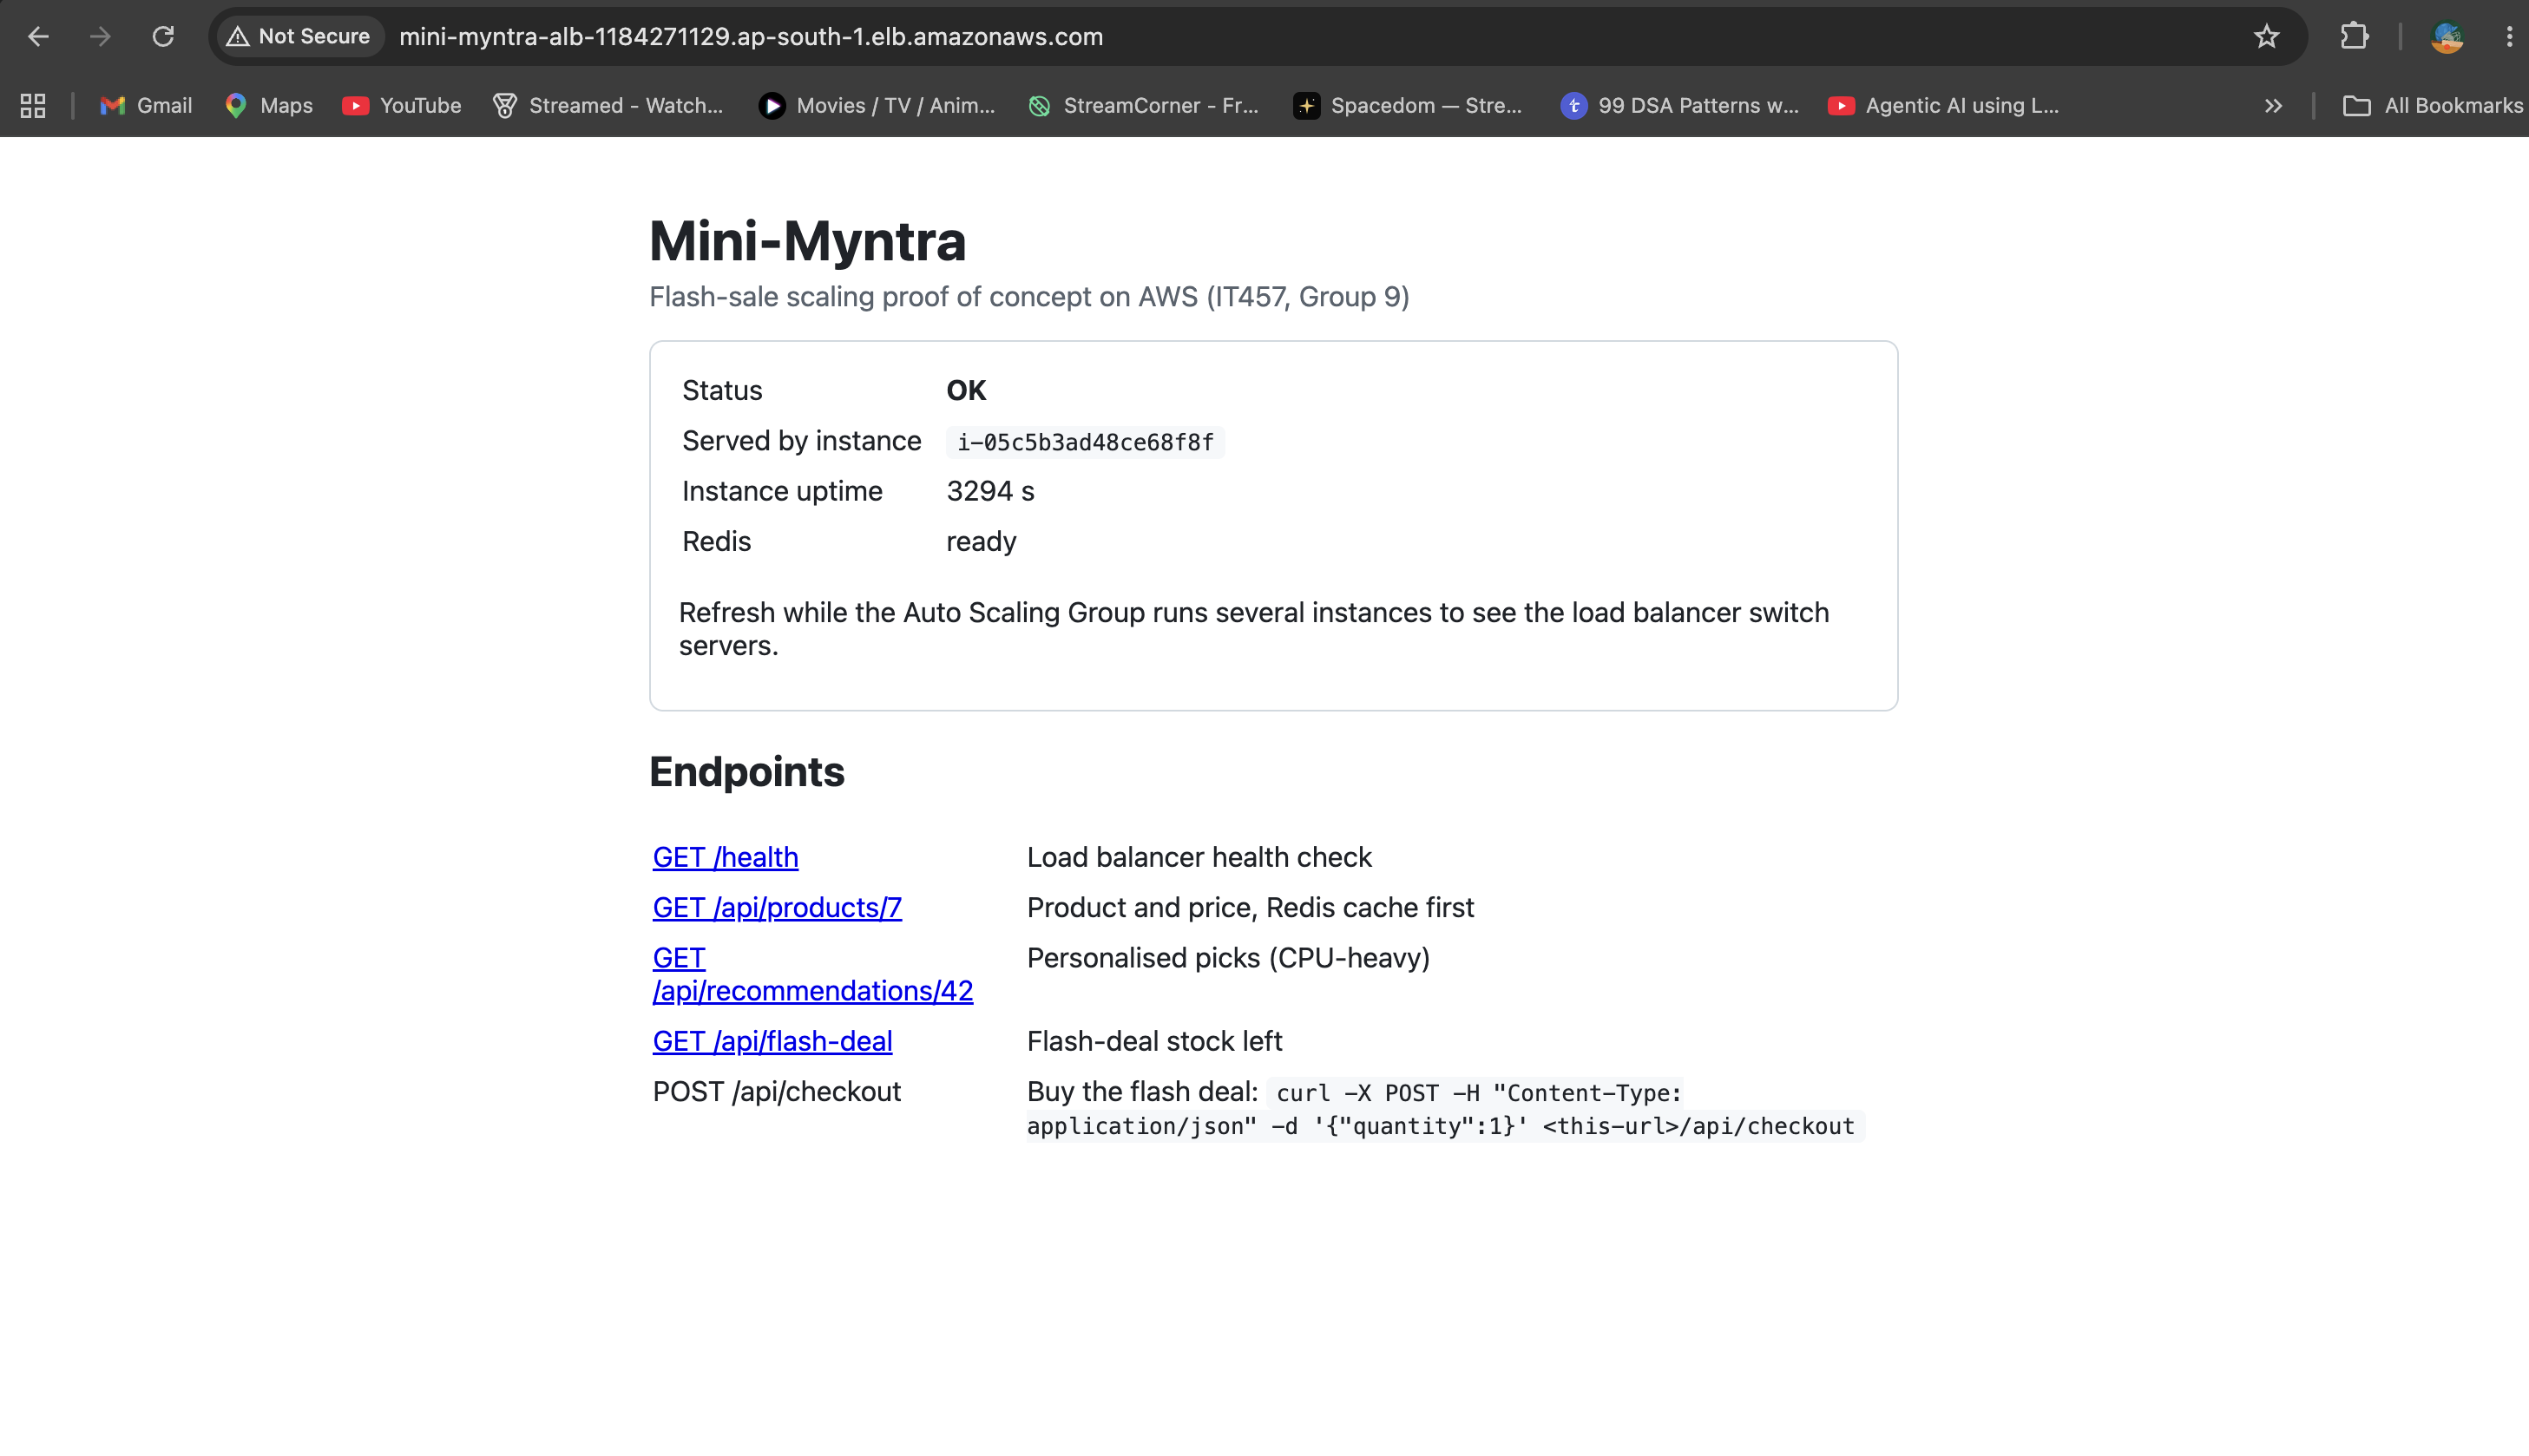 Not Secure
mini-myntra-alb-1184271129.ap-south-1.elb.amazonaws.com
Gmail
Maps
YouTube
Streamed - Watch...
Movies / TV / Anim...
StreamCorner - Fr...
Spacedom — Stre...
99 DSA Patterns w...
Agentic AI using L...
All Bookmarks
Mini-Myntra
Flash-sale scaling proof of concept on AWS (IT457, Group 9)
Status OK
Served by instance i-05c5b3ad48ce68f8f
Instance uptime 3294 s
Redis ready
Refresh while the Auto Scaling Group runs several instances to see the load balancer switch
servers.
Endpoints
GET /health Load balancer health check
GET /api/products/7 Product and price, Redis cache first
GET Personalised picks (CPU-heavy)
/api/recommendations/42
GET /api/flash-deal Flash-deal stock left
POST /api/checkout Buy the flash deal: curl -X POST -H "Content-Type:
application/json" -d '{"quantity":1}' <this-url>/api/checkout